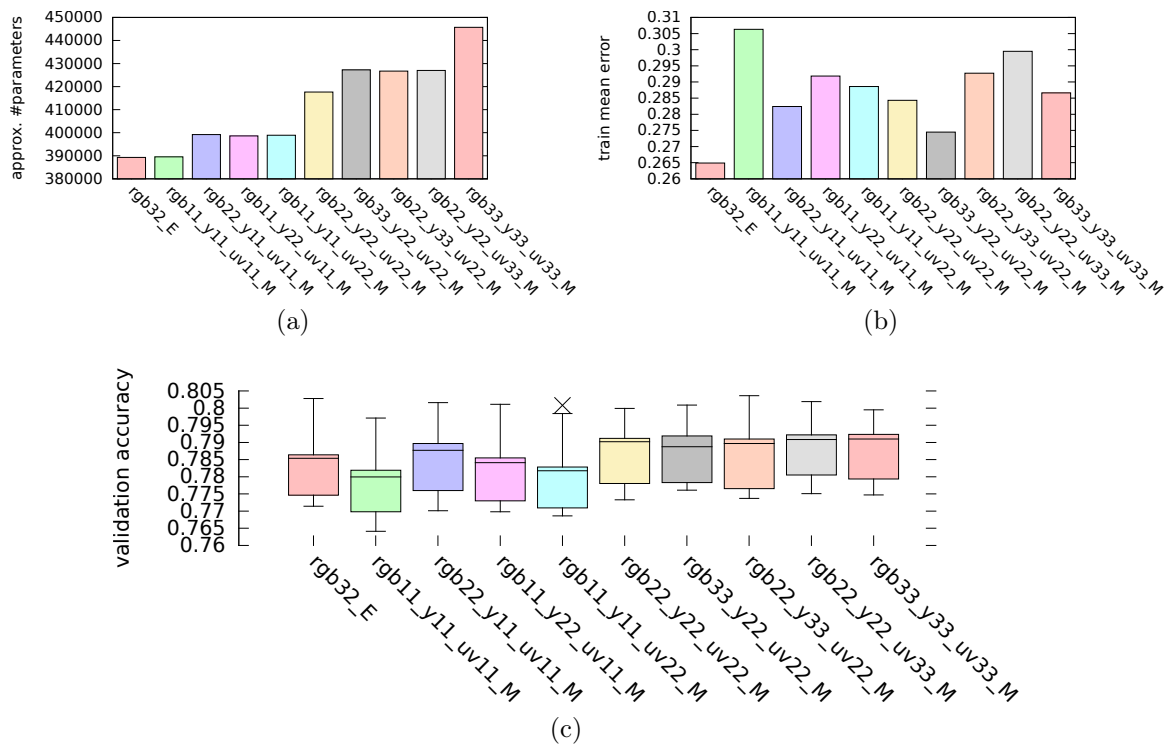 approx. #parameters
450000
440000
430000
420000
410000
400000
390000
380000
rgb32_E
rgb11_y11_uv11_M
rgb22_y11_uv11_M
rgb11_y22_uv11_M
rgb11_y11_uv22_M
rgb22_y22_uv22_M
rgb33_y22_uv22_M
rgb22_y33_uv22_M
rgb22_y22_uv33_M
rgb33_y33_uv33_M
(a)
train mean error
0.31
0.305
0.3
0.295
0.29
0.285
0.28
0.275
0.27
0.265
0.26
rgb32_E
rgb11_y11_uv11_M
rgb22_y11_uv11_M
rgb11_y22_uv11_M
rgb11_y11_uv22_M
rgb22_y22_uv22_M
rgb33_y22_uv22_M
rgb22_y33_uv22_M
rgb22_y22_uv33_M
rgb33_y33_uv33_M
(b)
validation accuracy
0.805
0.8
0.795
0.79
0.785
0.78
0.775
0.77
0.765
0.76
rgb32_E
rgb11_y11_uv11_M
rgb22_y11_uv11_M
rgb11_y22_uv11_M
rgb11_y11_uv22_M
rgb22_y22_uv22_M
rgb33_y22_uv22_M
rgb22_y33_uv22_M
rgb22_y22_uv33_M
rgb33_y33_uv33_M
(c)